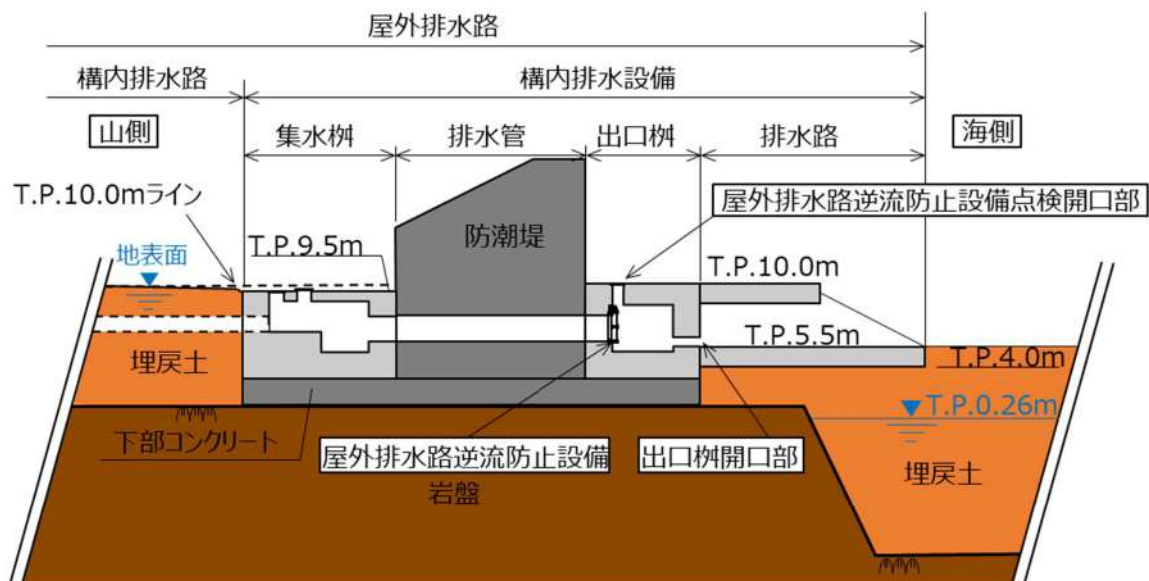 屋外排水路
構内排水路
構内排水設備
山側
集水桝
排水管
出口桝
排水路
海側
T.P.10.0mライン
屋外排水路逆流防止設備点検開口部
防潮堤
地表面
T.P.9.5m
T.P.10.0m
T.P.5.5m
埋戻土
T.P.4.0m
T.P.0.26m
下部コンクリート
屋外排水路逆流防止設備
出口桝開口部
岩盤
埋戻土